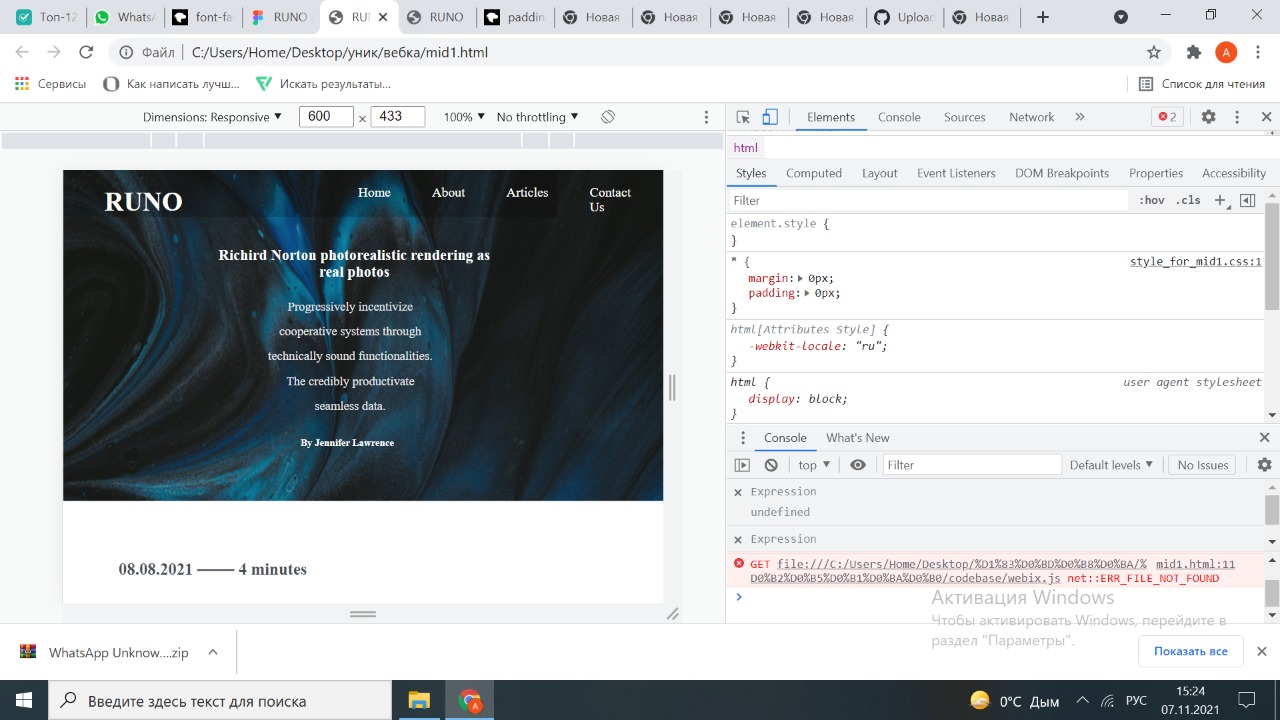 Топ-12
WhatsA
font-fa
RUNO
RU
RUNO
paddin
Новая
Новая
Новая
Новая
Upload
Новая
Файл
C:/Users/Home/Desktop/уник/вебка/mid1.html
A
Сервисы
Как написать лучш...
Искать результаты...
Список для чтения
Dimensions: Responsive
600 × 433
100%
No throttling
Elements
Console
Sources
Network
»
2
html
Styles
Computed
Layout
Event Listeners
DOM Breakpoints
Properties
Accessibility
Filter
:hov
.cls
element.style {
}
* {
style_for_mid1.css:1
margin: 0px;
padding: 0px;
}
html[Attributes Style] {
-webkit-locale: "ru";
}
html {
user agent stylesheet
display: block;
}
RUNO
Home
About
Articles
Contact
Us
Richird Norton photorealistic rendering as
real photos
Progressively incentivize
cooperative systems through
technically sound functionalities.
The credibly productivate
seamless data.
By Jennifer Lawrence
08.08.2021 —— 4 minutes
Console
What's New
top
Filter
Default levels
No Issues
Expression
undefined
Expression
GET file:///C:/Users/Home/Desktop/%D1%83%D0%BD%D0%B8%D0%BA/%
mid1.html:11
D0%B2%D0%B5%D0%B1%D0%BA%D0%B0/codebase/webix.js net::ERR_FILE_NOT_FOUND
Активация Windows
Чтобы активировать Windows, перейдите в
раздел "Параметры".
WhatsApp Unknow....zip
Показать все
Введите здесь текст для поиска
0°C Дым
РУС
15:24
07.11.2021